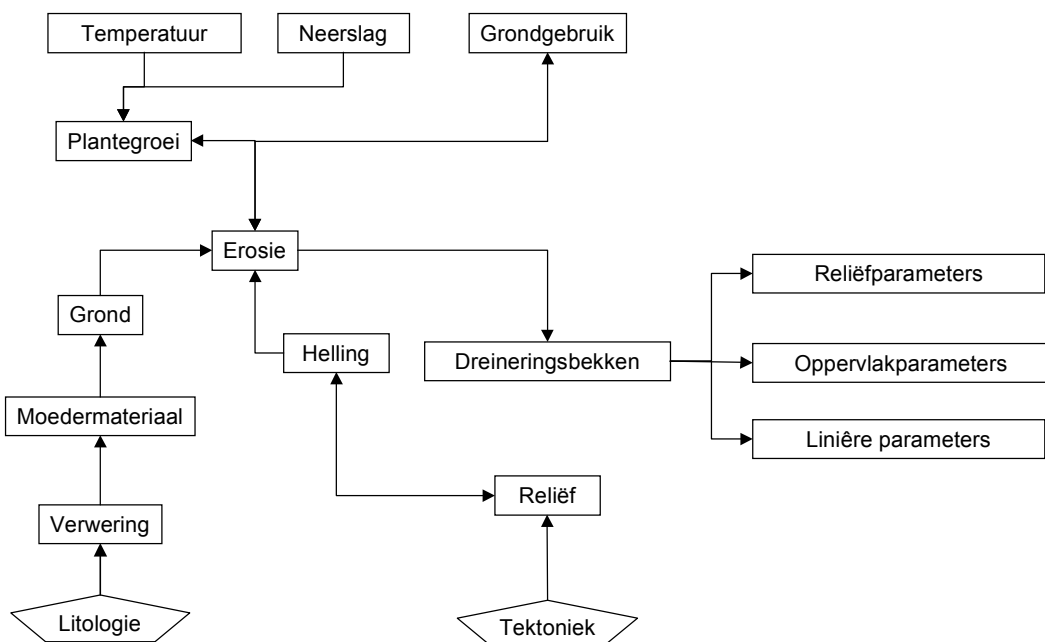 Temperatuur
Neerslag
Grondgebruik
Plantegroei
Erosie
Reliëfparameters
Grond
Helling
Dreineringsbekken
Oppervlakparameters
Moedermateriaal
Liniêre parameters
Reliëf
Verwering
Litologie
Tektoniek